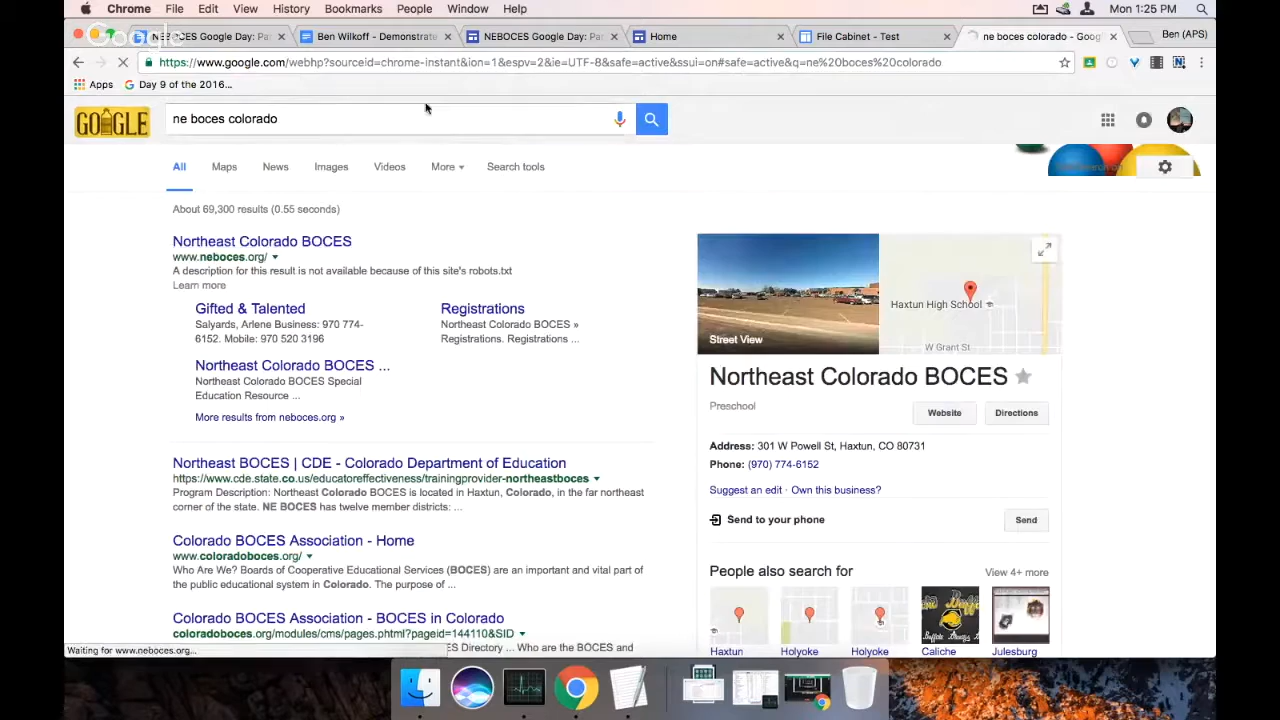 Chrome File Edit View History Bookmarks People Window Help Mon 1:25 PM
Google
NEBOCES Google Day: Pa Ben Wilkoff - Demonstrate NEBOCES Google Day: Pa Home File Cabinet - Test ne boces colorado - Goog Ben (APS)
https://www.google.com/webhp?sourceid=chrome-instant&ion=1&espv=2&ie=UTF-8&safe=active&ssui=on#safe=active&q=ne%20boces%20colorado
Apps Day 9 of the 2016...
GOOGLE
ne boces colorado
All Maps News Images Videos More Search tools
About 69,300 results (0.55 seconds)
Northeast Colorado BOCES
www.neboces.org/
A description for this result is not available because of this site's robots.txt
Learn more
Gifted & Talented
Salyards, Arlene Business: 970 774-
6152. Mobile: 970 520 3196
Registrations
Northeast Colorado BOCES »
Registrations. Registrations ...
Northeast Colorado BOCES ...
Northeast Colorado BOCES Special
Education Resource ...
More results from neboces.org »
Northeast BOCES | CDE - Colorado Department of Education
https://www.cde.state.co.us/educatoreffectiveness/trainingprovider-northeastboces
Program Description: Northeast Colorado BOCES is located in Haxtun, Colorado, in the far northeast
corner of the state. NE BOCES has twelve member districts: ...
Colorado BOCES Association - Home
www.coloradoboces.org/
Who Are We? Boards of Cooperative Educational Services (BOCES) are an important and vital part of
the public educational system in Colorado. The purpose of ...
Colorado BOCES Association - BOCES in Colorado
coloradoboces.org/modules/cms/pages.phtml?pageid=144110&SID
ES Directory ... Who are the BOCES and
Waiting for www.neboces.org...
Street View
Haxtun High School
W Grant St
Northeast Colorado BOCES
Preschool
Website Directions
Address: 301 W Powell St, Haxtun, CO 80731
Phone: (970) 774-6152
Suggest an edit · Own this business?
Send to your phone Send
People also search for View 4+ more
Haxtun Holyoke Holyoke Caliche Julesburg